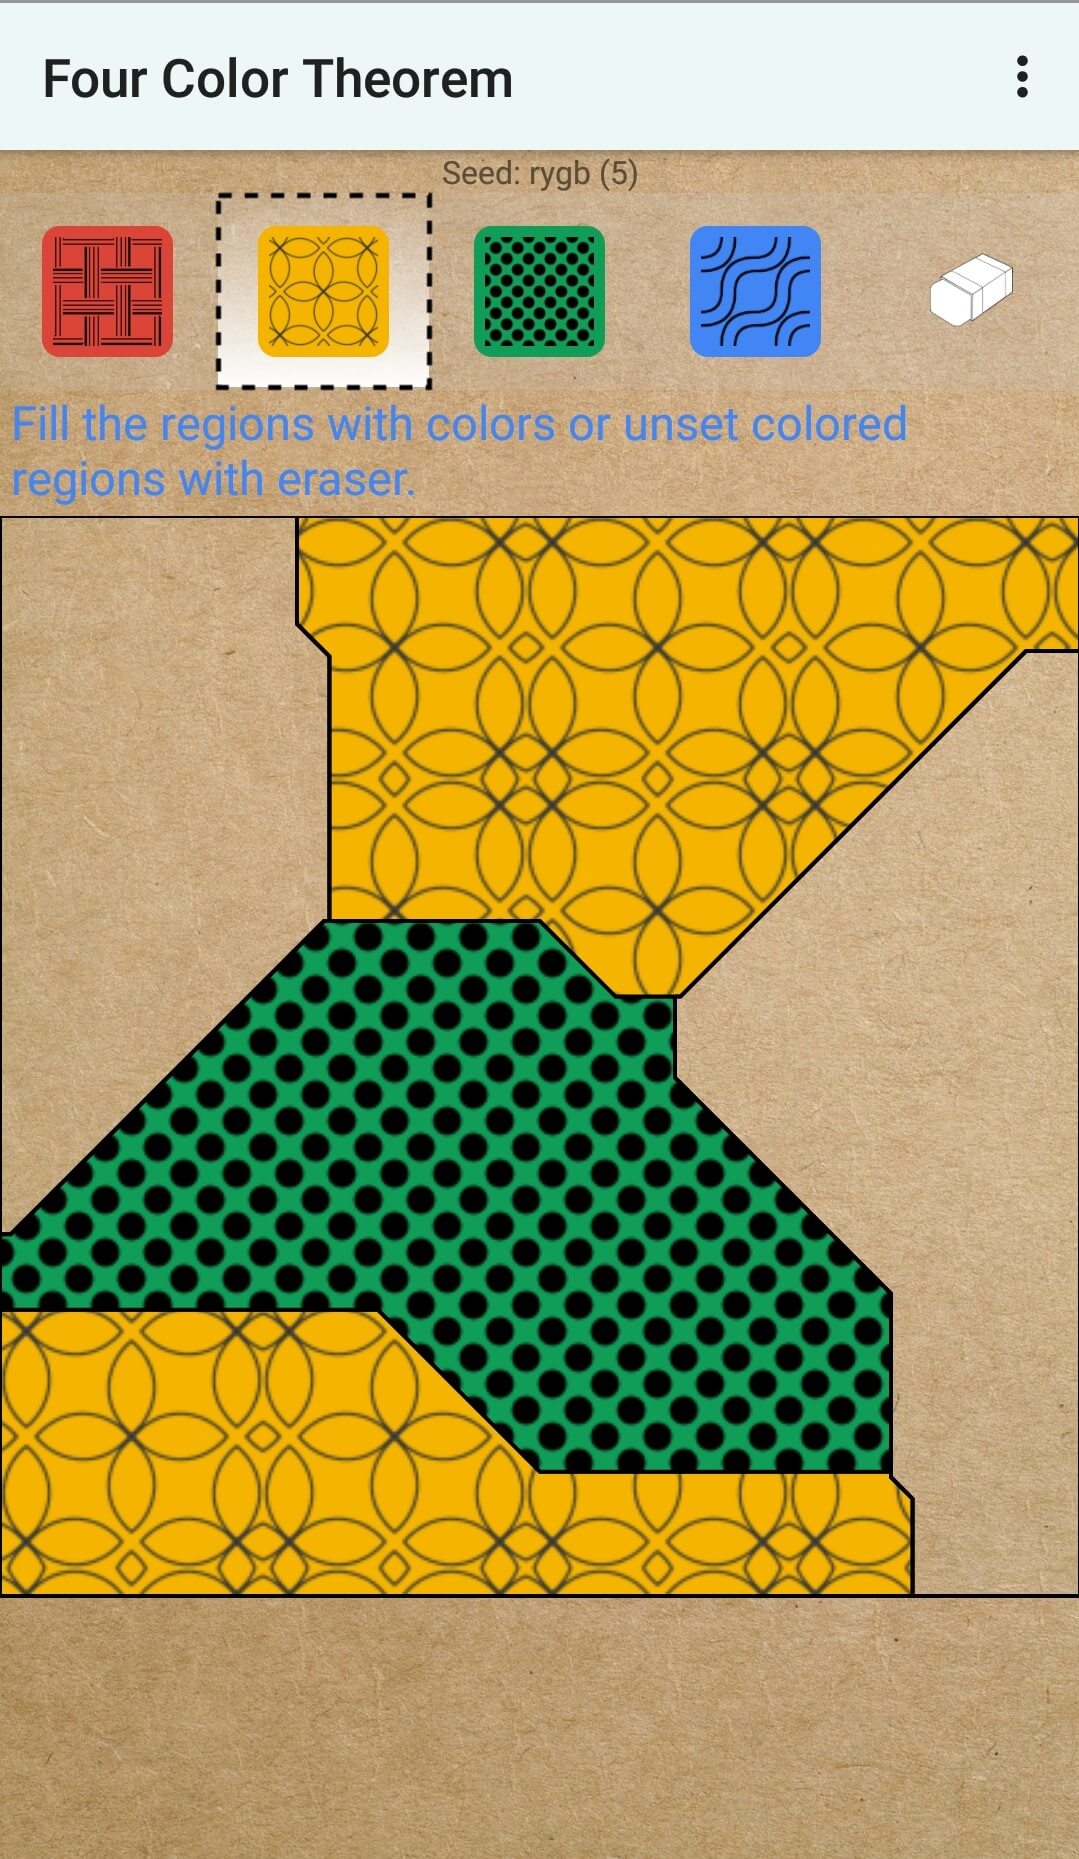 Four Color Theorem
Seed: rygb (5)
Fill the regions with colors or unset colored
regions with eraser.